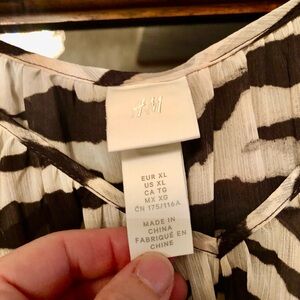 H&M
EUR XL
US XL
CA TG
MX XG
CN 175/116A
MADE IN
CHINA
FABRIQUÉ EN
CHINE